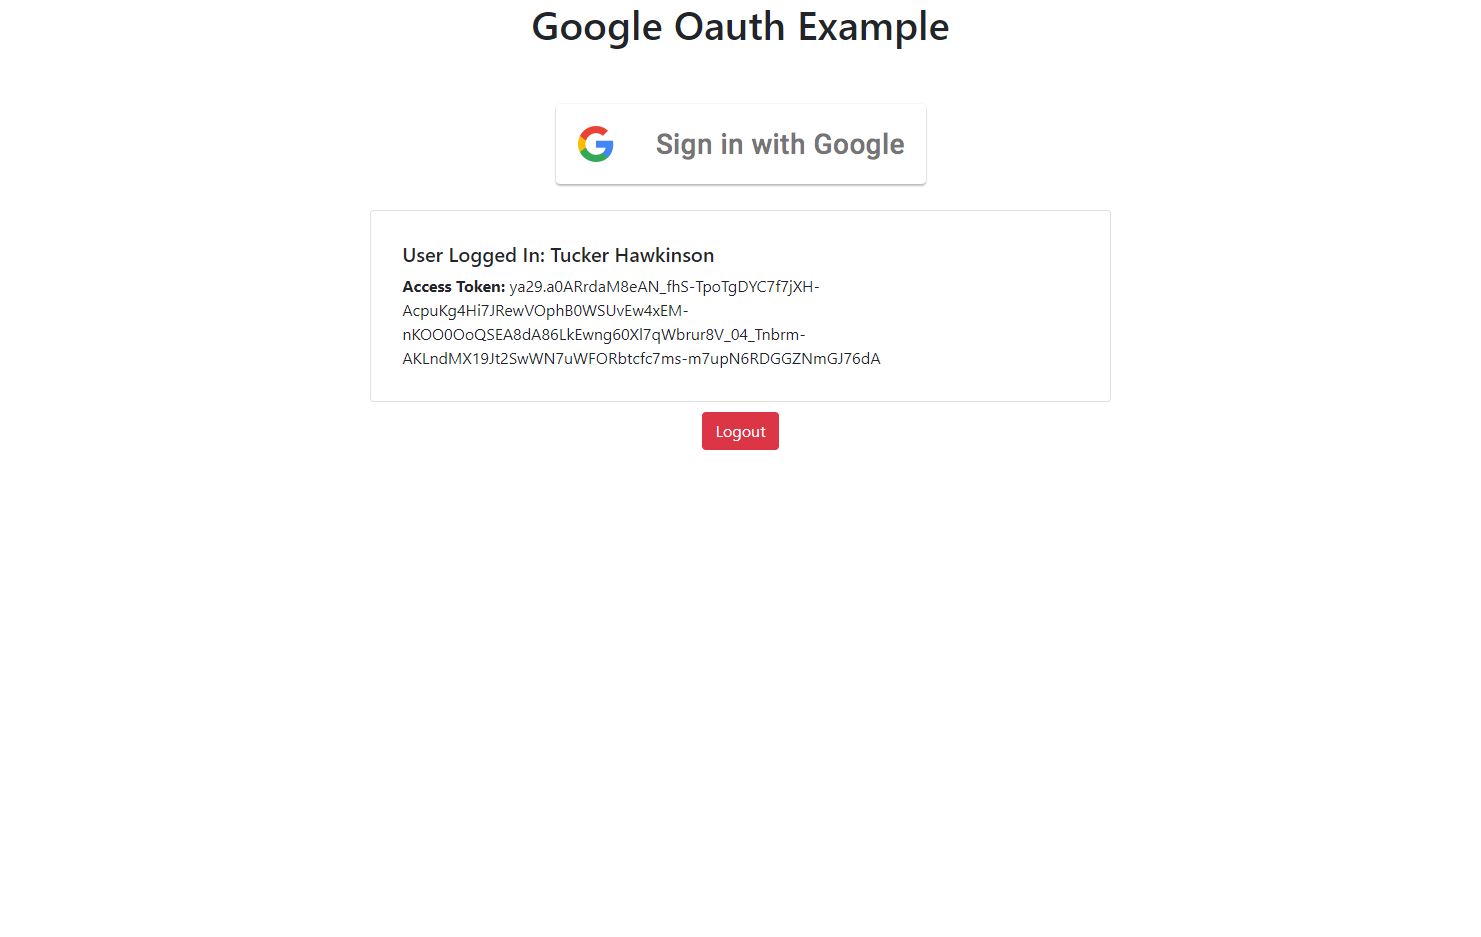 Google Oauth Example
Sign in with Google
User Logged In: Tucker Hawkinson
Access Token: ya29.a0ARrdaM8eAN_fhS-TpoTgDYC7f7jXH-
AcpuKg4Hi7JRewVOphB0WSUvEw4xEM-
nKOO0OoQSEA8dA86LkEwng60Xl7qWbrur8V_04_Tnbrm-
AKLndMX19Jt2SwWN7uWFORbtcfc7ms-m7upN6RDGGZNmGJ76dA
Logout